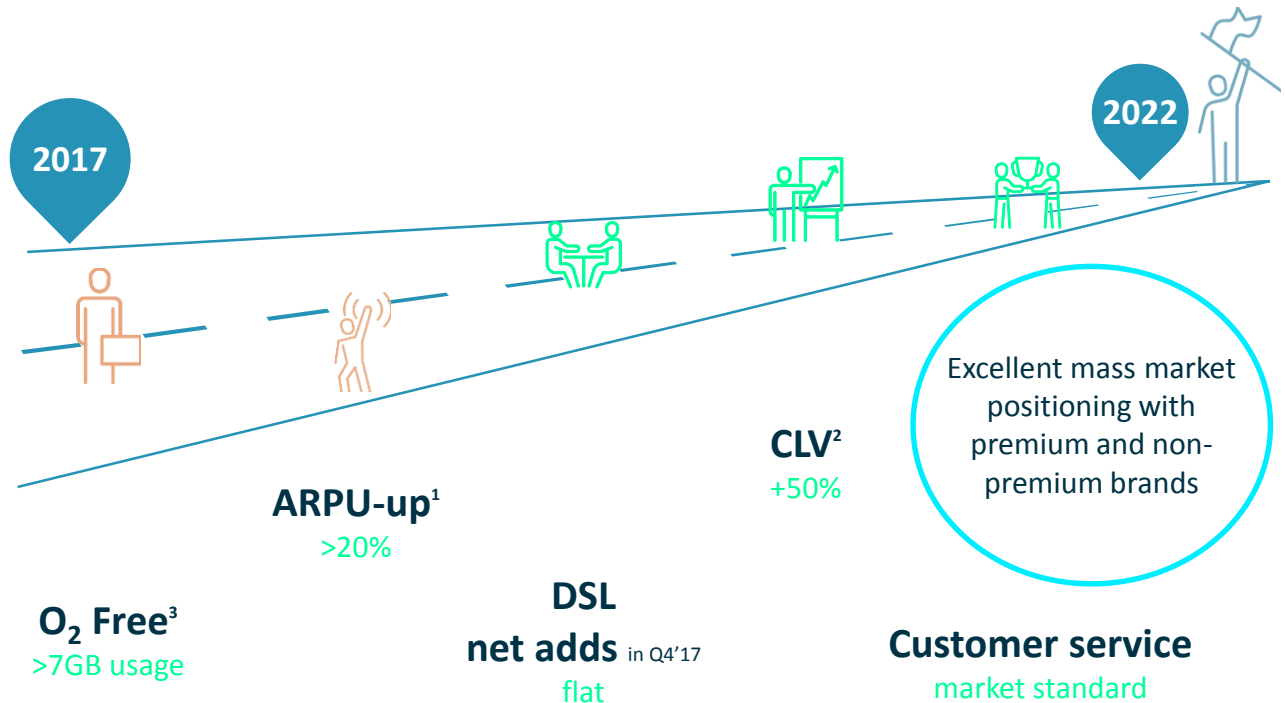 2017
2022
Excellent mass market
positioning with
premium and non-
premium brands
CLV²
+50%
ARPU-up¹
>20%
DSL
net adds in Q4’17
flat
O₂ Free³
>7GB usage
Customer service
market standard